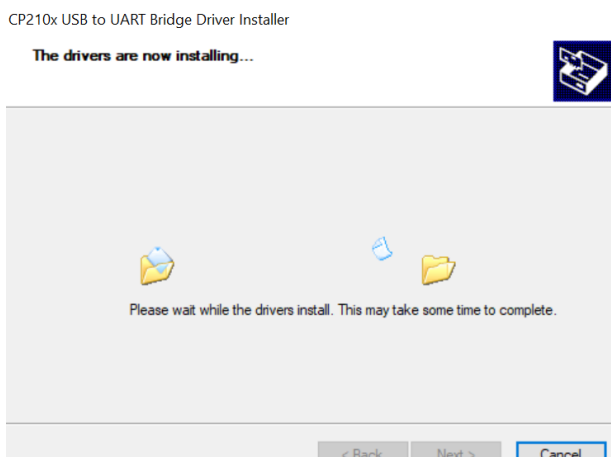 CP210x USB to UART Bridge Driver Installer
The drivers are now installing...
Please wait while the drivers install. This may take some time to complete.
< Back Next > Cancel